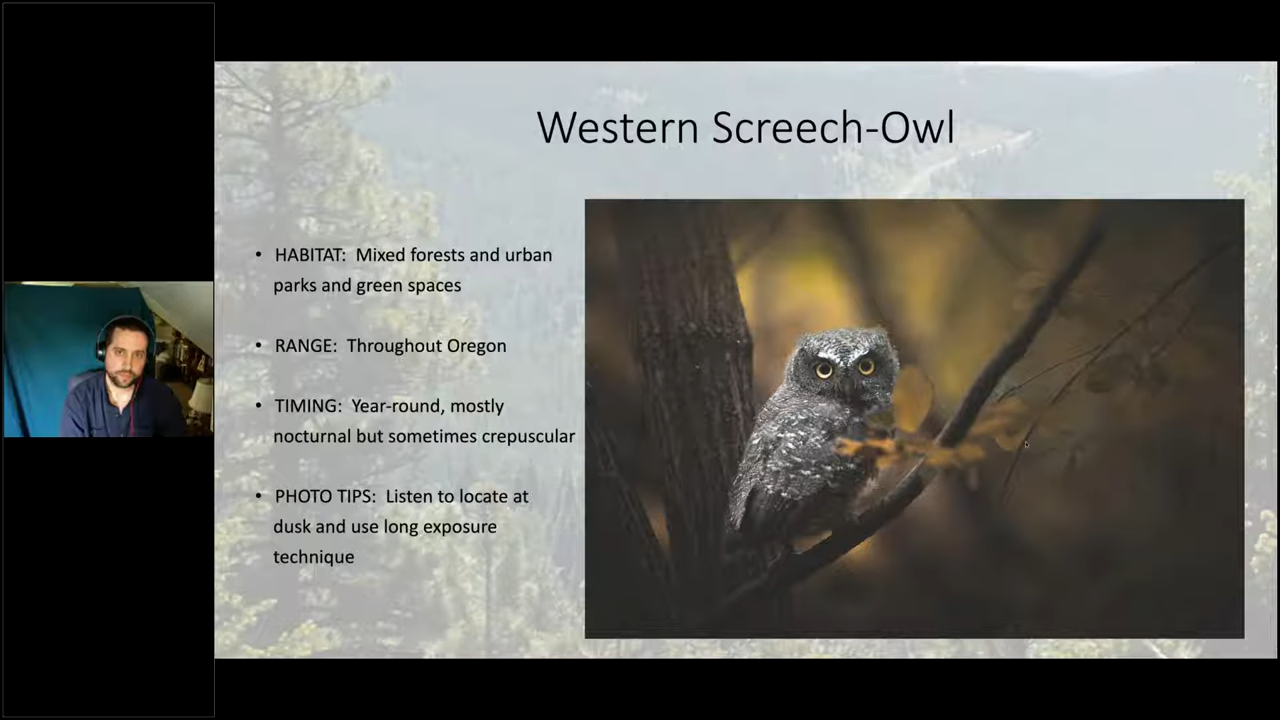 Western Screech-Owl
• HABITAT: Mixed forests and urban
parks and green spaces
• RANGE: Throughout Oregon
• TIMING: Year-round, mostly
nocturnal but sometimes crepuscular
• PHOTO TIPS: Listen to locate at
dusk and use long exposure
technique